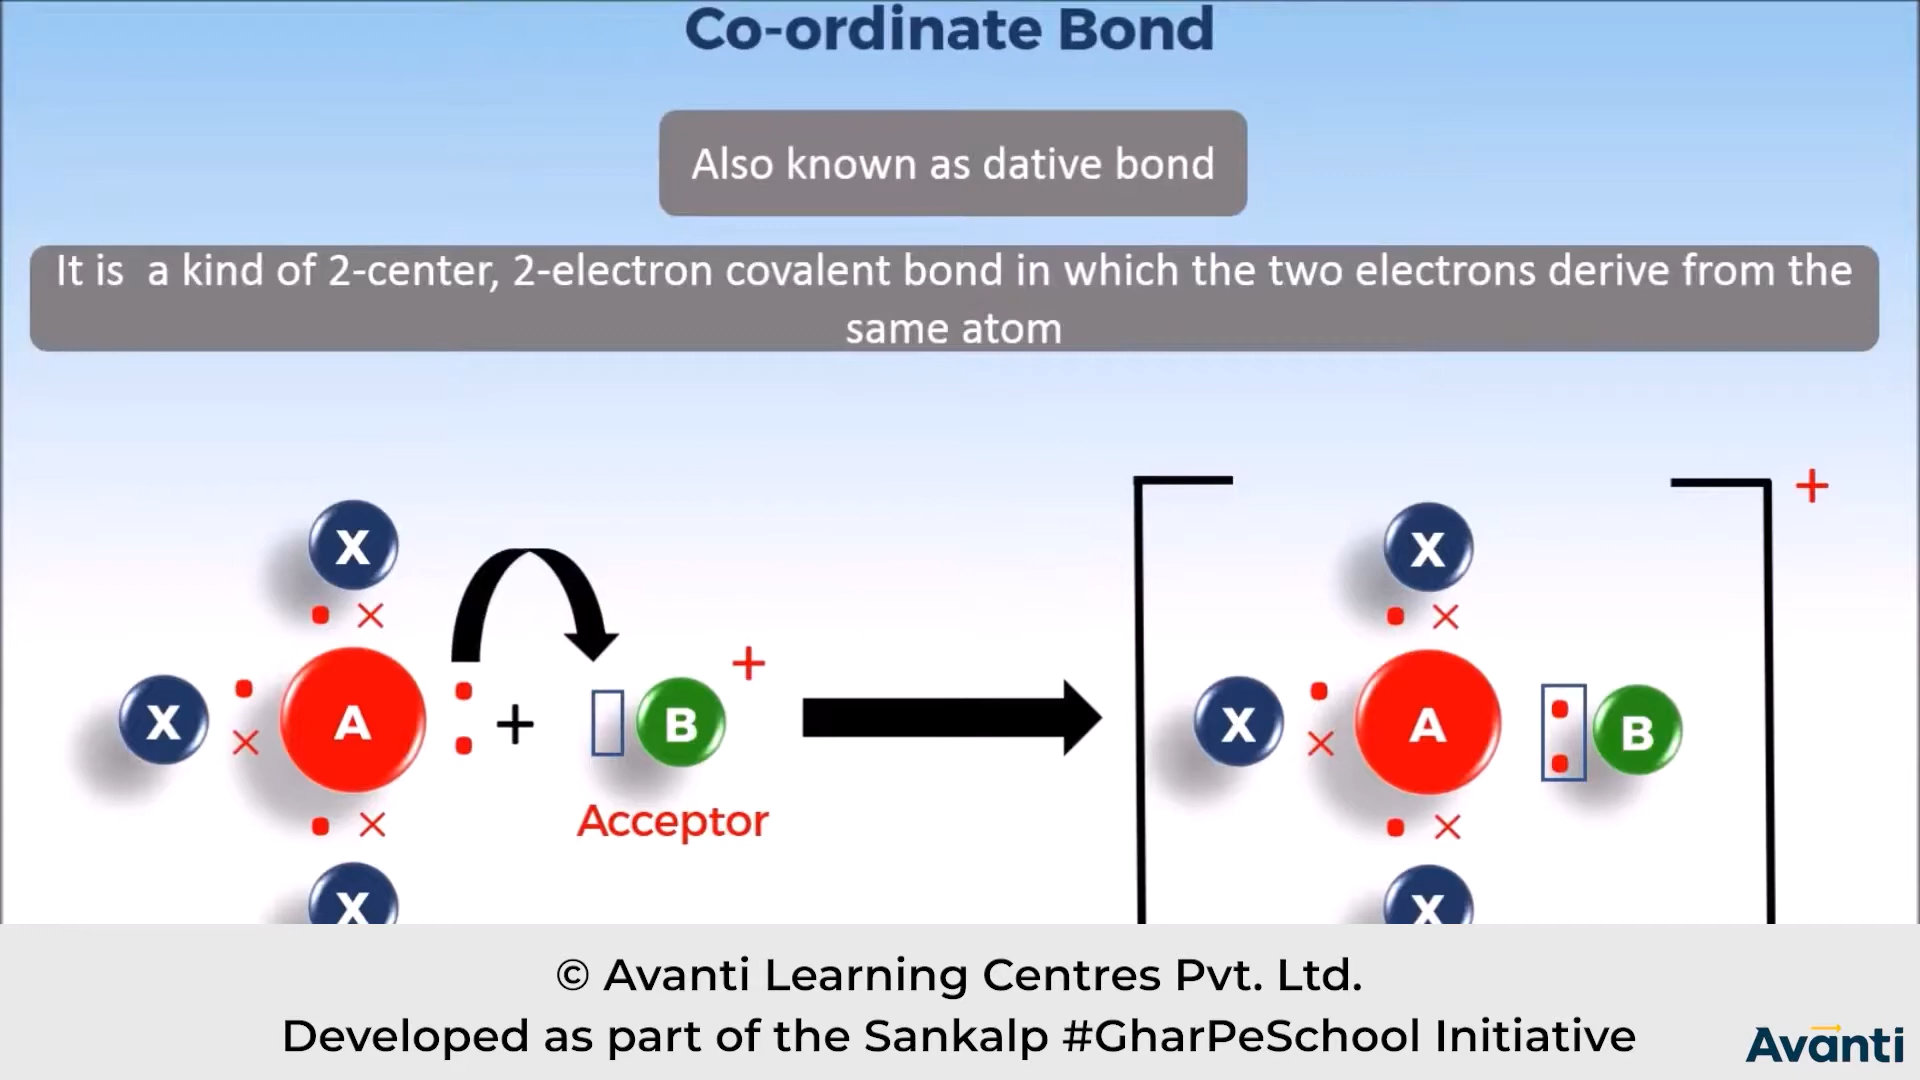 Co-ordinate Bond
Also known as dative bond
It is  a kind of 2-center, 2-electron covalent bond in which the two electrons derive from the
same atom
+
X
X
× 
×
+
X
A
+
B
X
A
B
×
×
Acceptor
×
×
X
X
© Avanti Learning Centres Pvt. Ltd.
Developed as part of the Sankalp #GharPeSchool Initiative
Avanti